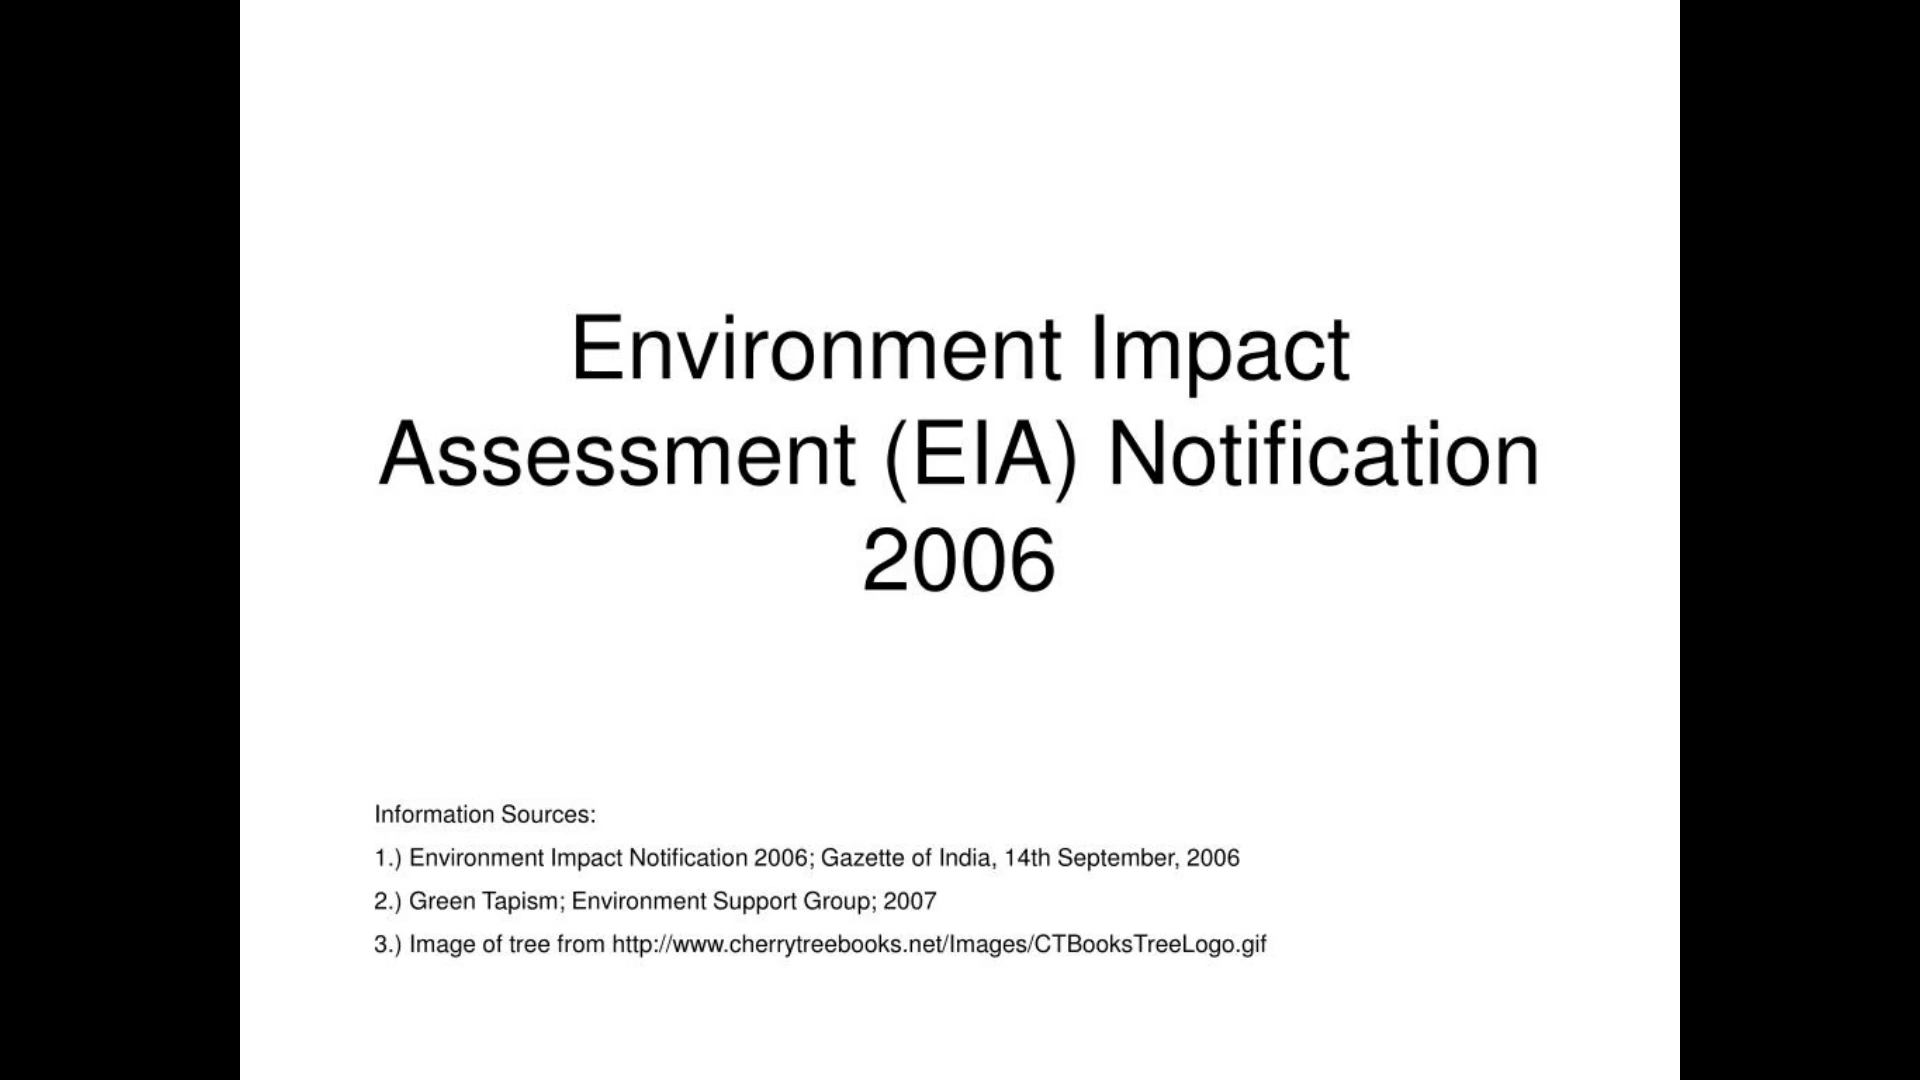 Environment Impact
Assessment (EIA) Notification
2006
Information Sources:
1.) Environment Impact Notification 2006; Gazette of India, 14th September, 2006
2.) Green Tapism; Environment Support Group; 2007
3.) Image of tree from http://www.cherrytreebooks.net/Images/CTBooksTreeLogo.gif